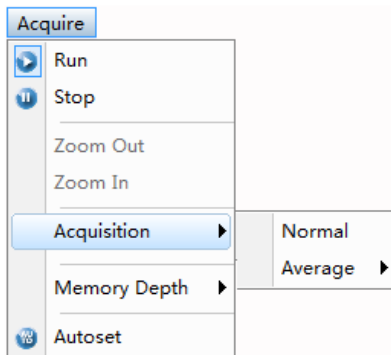 Acquire
Run
Stop
Zoom Out
Zoom In
Acquisition
Normal
Average
Memory Depth
Autoset